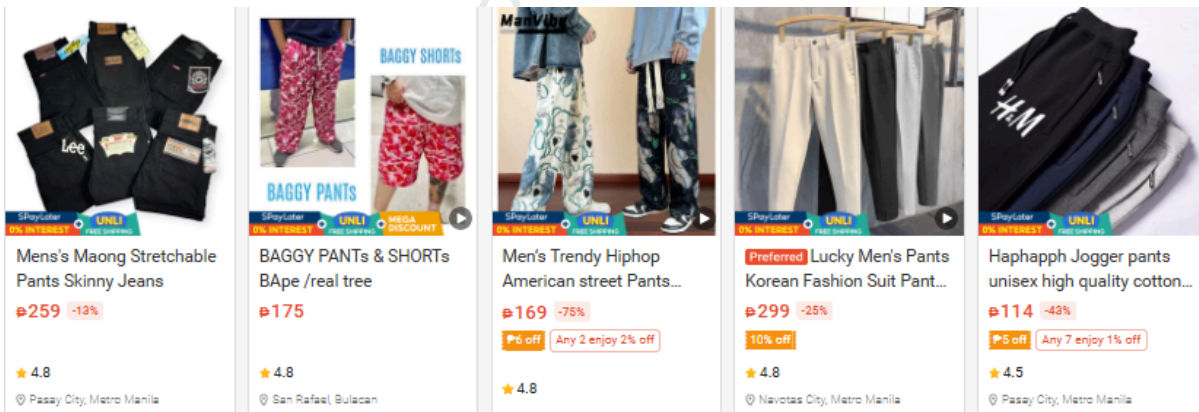 Lee
SPayLater
0% INTEREST
+
UNLI
FREE SHIPPING
Mens's Maong Stretchable
Pants Skinny Jeans
₱259 -13%
4.8
Pasay City, Metro Manila
BAGGY SHORTs
BAGGY PANTs
SPayLater
0% INTEREST
+
UNLI
FREE SHIPPING
+
MEGA
DISCOUNT
BAGGY PANTs & SHORTs
BApe /real tree
₱175
4.8
San Rafael, Bulacan
ManVibe
SPayLater
0% INTEREST
+
UNLI
FREE SHIPPING
Men's Trendy Hiphop
American street Pants...
₱169 -75%
₱6 off Any 2 enjoy 2% off
4.8
SPayLater
0% INTEREST
+
UNLI
FREE SHIPPING
Preferred Lucky Men's Pants
Korean Fashion Suit Pant...
₱299 -25%
10% off
4.8
Navotas City, Metro Manila
H&M
SPayLater
0% INTEREST
+
UNLI
FREE SHIPPING
Haphapph Jogger pants
unisex high quality cotton...
₱114 -43%
₱5 off Any 7 enjoy 1% off
4.5
Pasay City, Metro Manila